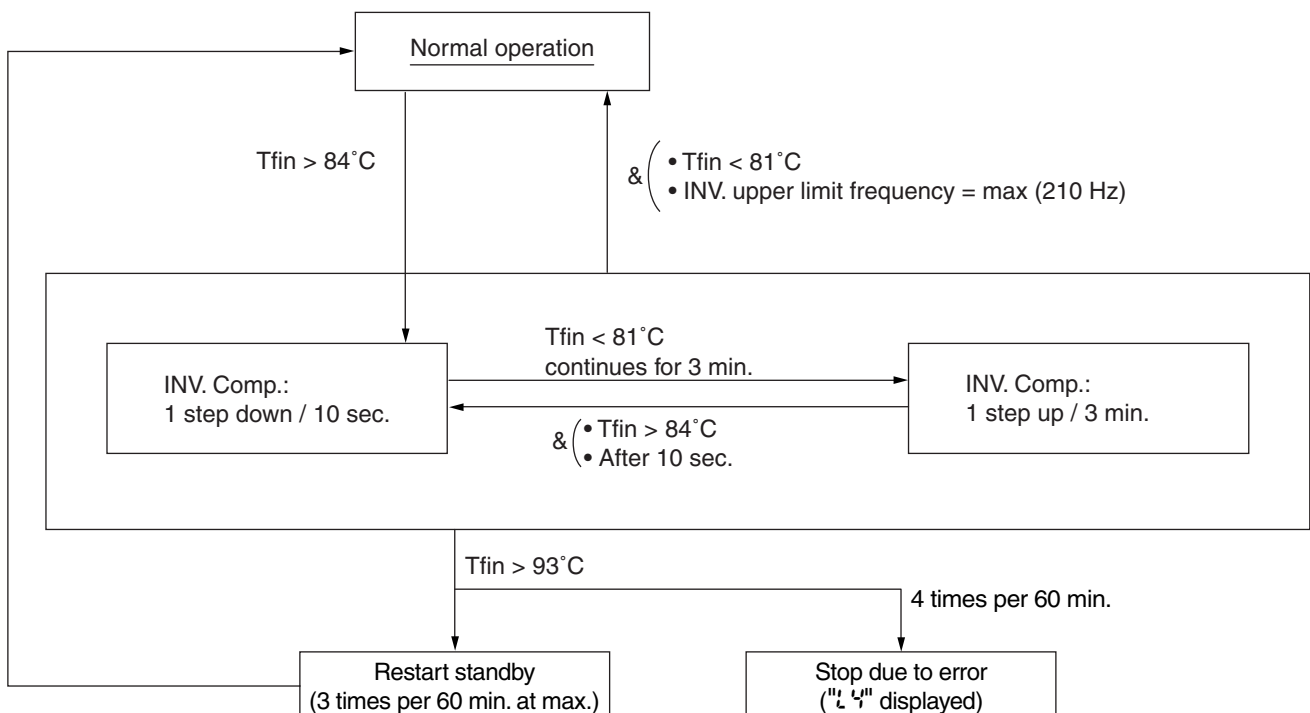 Normal operation
Tfin > 84˚C
& • Tfin < 81˚C
• INV. upper limit frequency = max (210 Hz)
Tfin < 81˚C
continues for 3 min.
INV. Comp.:
1 step down / 10 sec.
INV. Comp.:
1 step up / 3 min.
& • Tfin > 84˚C
• After 10 sec.
Tfin > 93˚C
4 times per 60 min.
Restart standby
(3 times per 60 min. at max.)
Stop due to error
("L4" displayed)